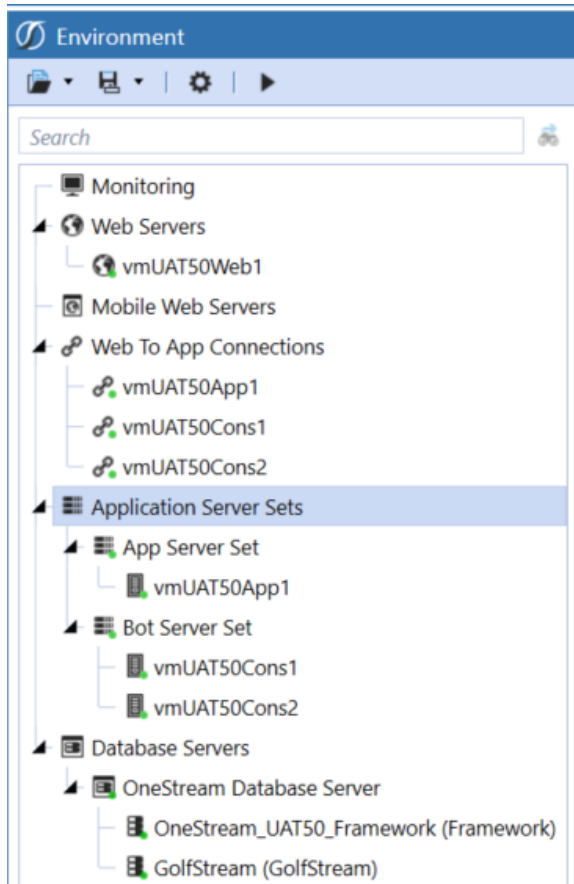 Environment
Search
Monitoring
Web Servers
vmUAT50Web1
Mobile Web Servers
Web To App Connections
vmUAT50App1
vmUAT50Cons1
vmUAT50Cons2
Application Server Sets
App Server Set
vmUAT50App1
Bot Server Set
vmUAT50Cons1
vmUAT50Cons2
Database Servers
OneStream Database Server
OneStream_UAT50_Framework (Framework)
GolfStream (GolfStream)